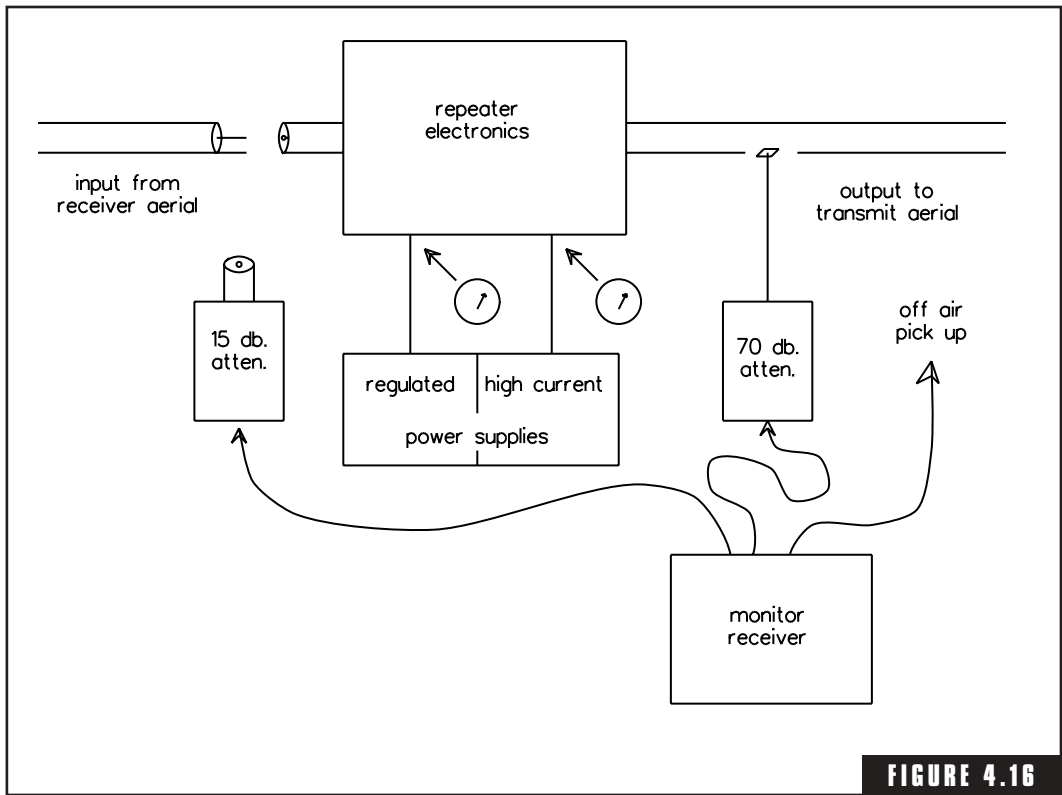 repeater
electronics
input from
receiver aerial
output to
transmit aerial
15 db.
atten.
70 db.
atten.
off air
pick up
regulated
high current
power supplies
monitor
receiver
FIGURE 4.16